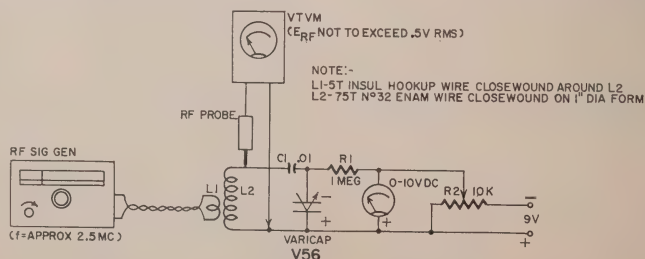 VTVM
(ERF NOT TO EXCEED .5V RMS)
NOTE:-
L1-5T INSUL HOOKUP WIRE CLOSEWOUND AROUND L2
L2-75T Nº32 ENAM WIRE CLOSEWOUND ON 1" DIA FORM
RF PROBE
RF SIG GEN
L1
L2
C1 .01
R1
1 MEG
0-10V DC
R2 10K
9V
(f=APPROX 2.5MC)
VARICAP
V56